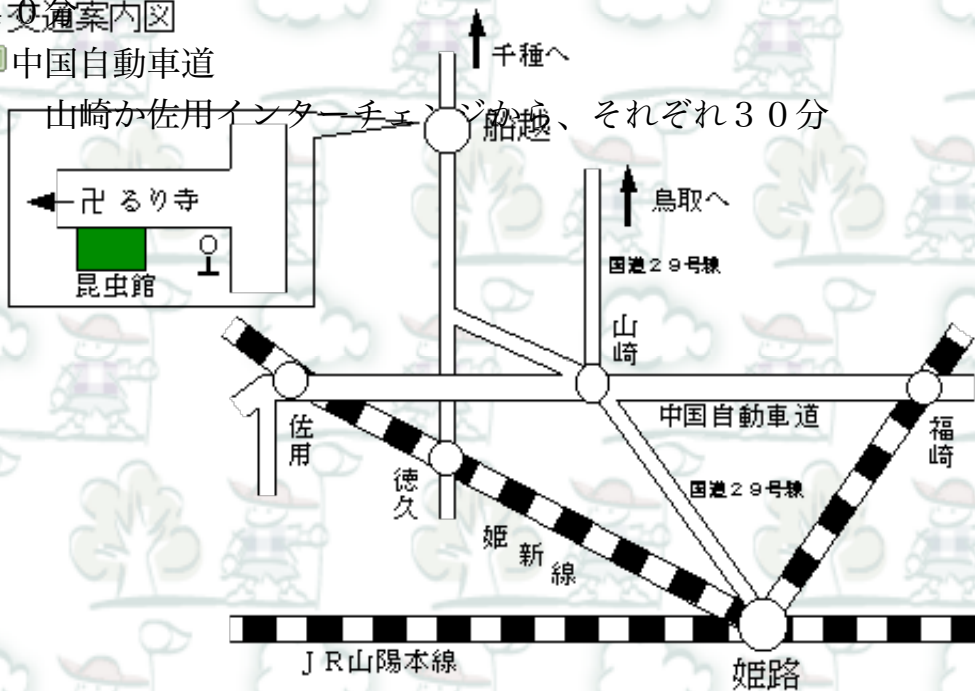 交通案内図
中国自動車道
山崎か佐用インターチェンジから、それぞれ３０分
千種へ
船越
卍 るり寺
昆虫館
鳥取へ
国道２９号線
山崎
中国自動車道
佐用
福崎
徳久
国道２９号線
姫新線
ＪＲ山陽本線
姫路